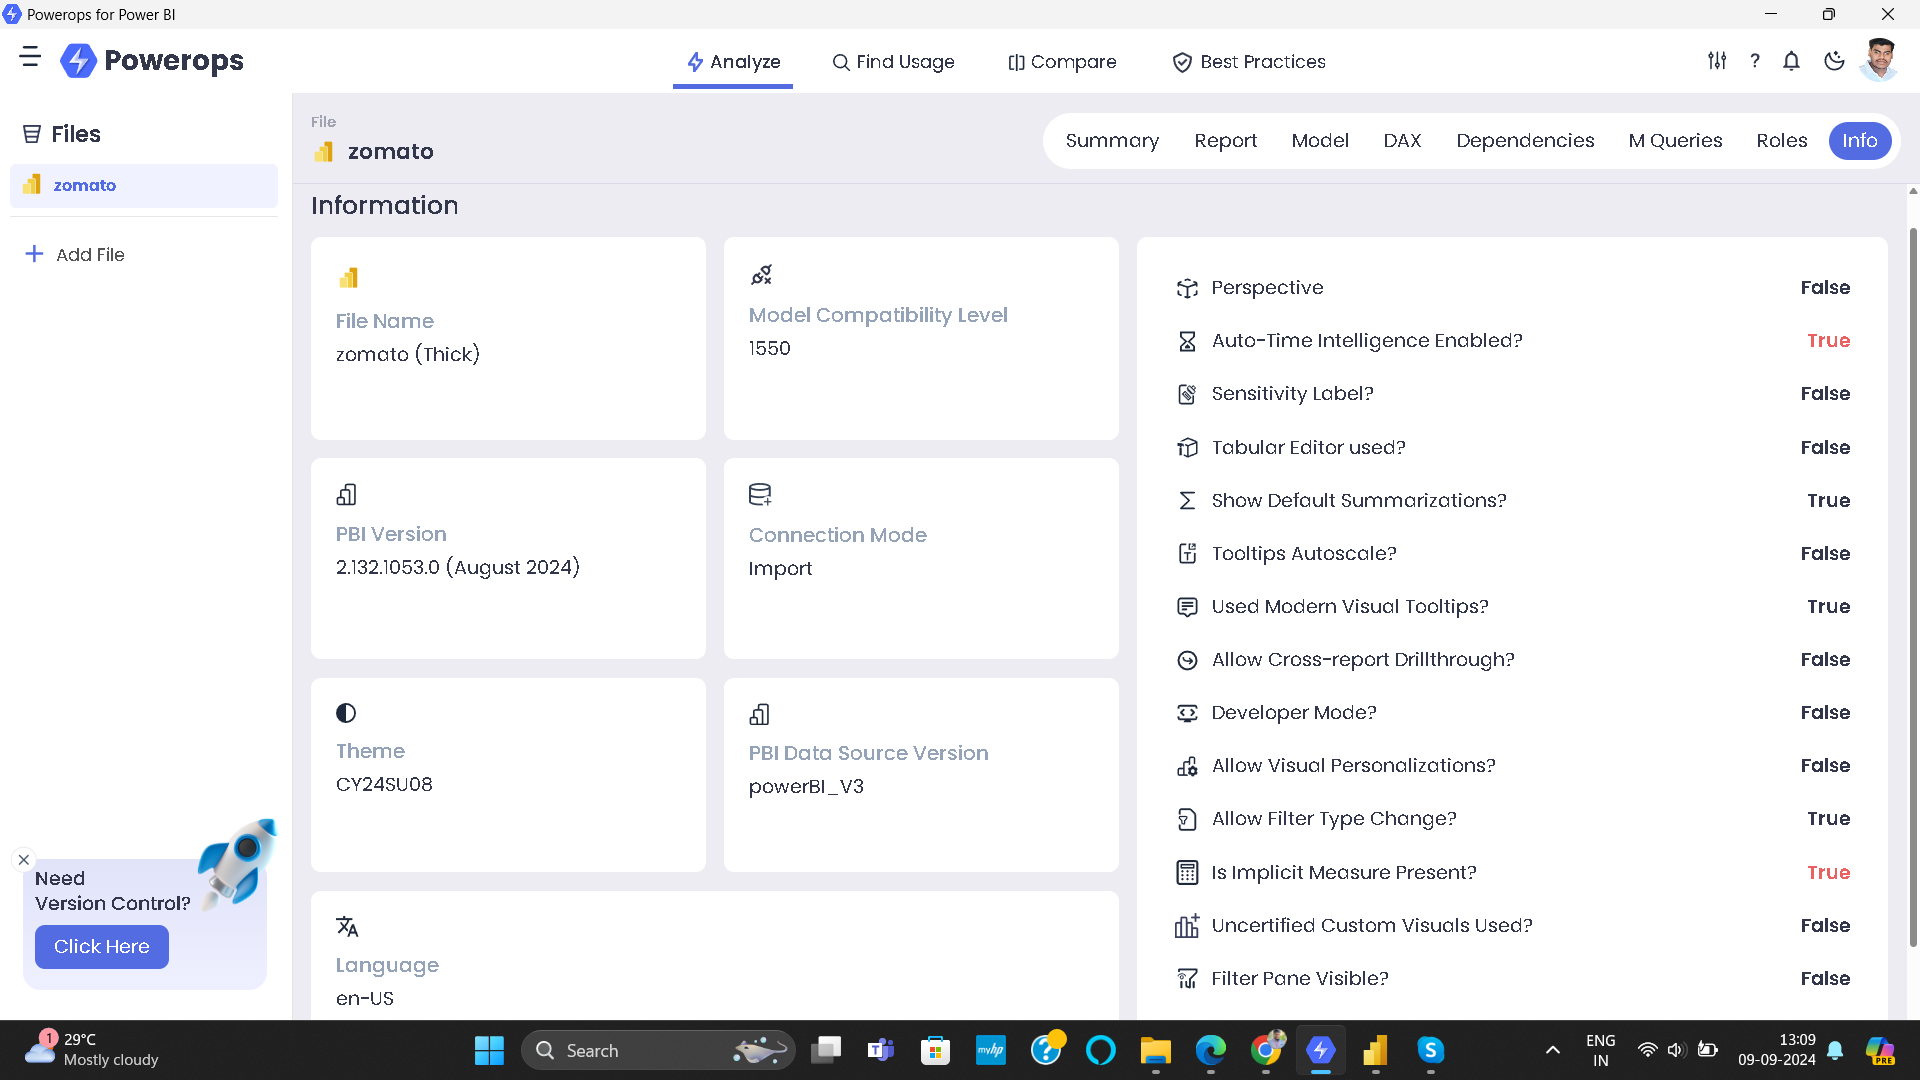 Powerops for Power BI
Powerops
Analyze
Find Usage
Compare
Best Practices
?
Files
zomato
Add File
File
zomato
Summary
Report
Model
DAX
Dependencies
M Queries
Roles
Info
Information
File Name
zomato (Thick)
Model Compatibility Level
1550
PBI Version
2.132.1053.0 (August 2024)
Connection Mode
Import
Theme
CY24SU08
PBI Data Source Version
powerBI_V3
Language
en-US
Perspective False
Auto-Time Intelligence Enabled? True
Sensitivity Label? False
Tabular Editor used? False
Show Default Summarizations? True
Tooltips Autoscale? False
Used Modern Visual Tooltips? True
Allow Cross-report Drillthrough? False
Developer Mode? False
Allow Visual Personalizations? False
Allow Filter Type Change? True
Is Implicit Measure Present? True
Uncertified Custom Visuals Used? False
Filter Pane Visible? False
Need
Version Control?
Click Here
1
29°C
Mostly cloudy
Search
myhp
ENG
IN
13:09
09-09-2024
PRE